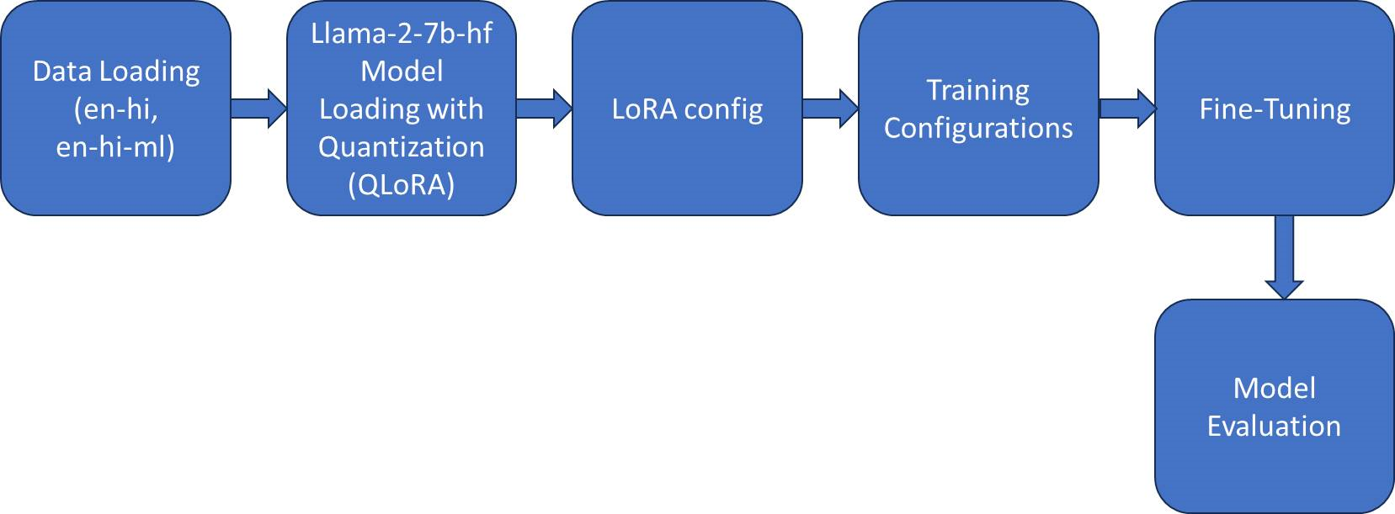 Data Loading
(en-hi,
en-hi-ml)
Llama-2-7b-hf
Model
Loading with
Quantization
(QLoRA)
LoRA config
Training
Configurations
Fine-Tuning
Model
Evaluation